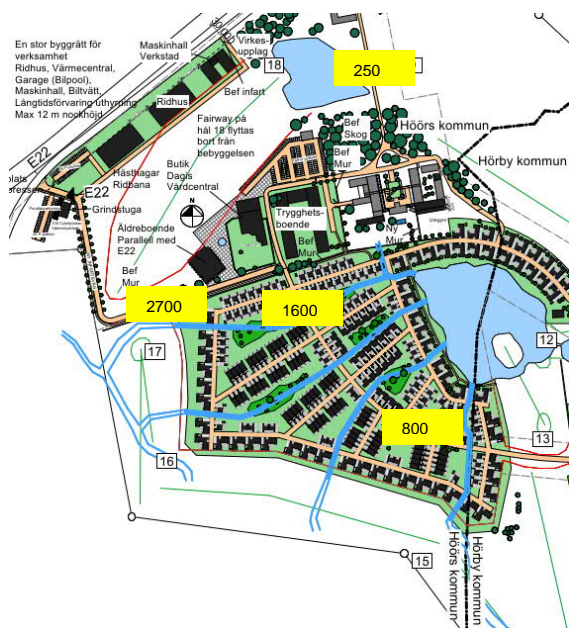 En stor byggrätt för
verksamhet
Ridhus, Värmecentral,
Garage (Bilpool),
Maskinhall, Biltvätt,
Långtidsförvaring uthyrning
Max 12 m nockhöjd
Maskinhall
Verkstad
30.000
Virkes-
upplag
18
250
Bef infart
Ridhus
Fairway på
hål 18 flyttas
bort från
bebyggelsen
Bef
Skog
Höörs kommun
Hörby kommun
E22
Bef
Mur
Butik
Dagis
Vårdcentral
Hästhagar
Ridbana
E22
Grindstuga
N
Trygghets-
boende
Äldreboende
Parallell med
E22
Bef
Mur
Ny
Mur
Bef
Mur
2700
1600
17
12
800
13
16
15
Höörs kommun
Hörby kommun